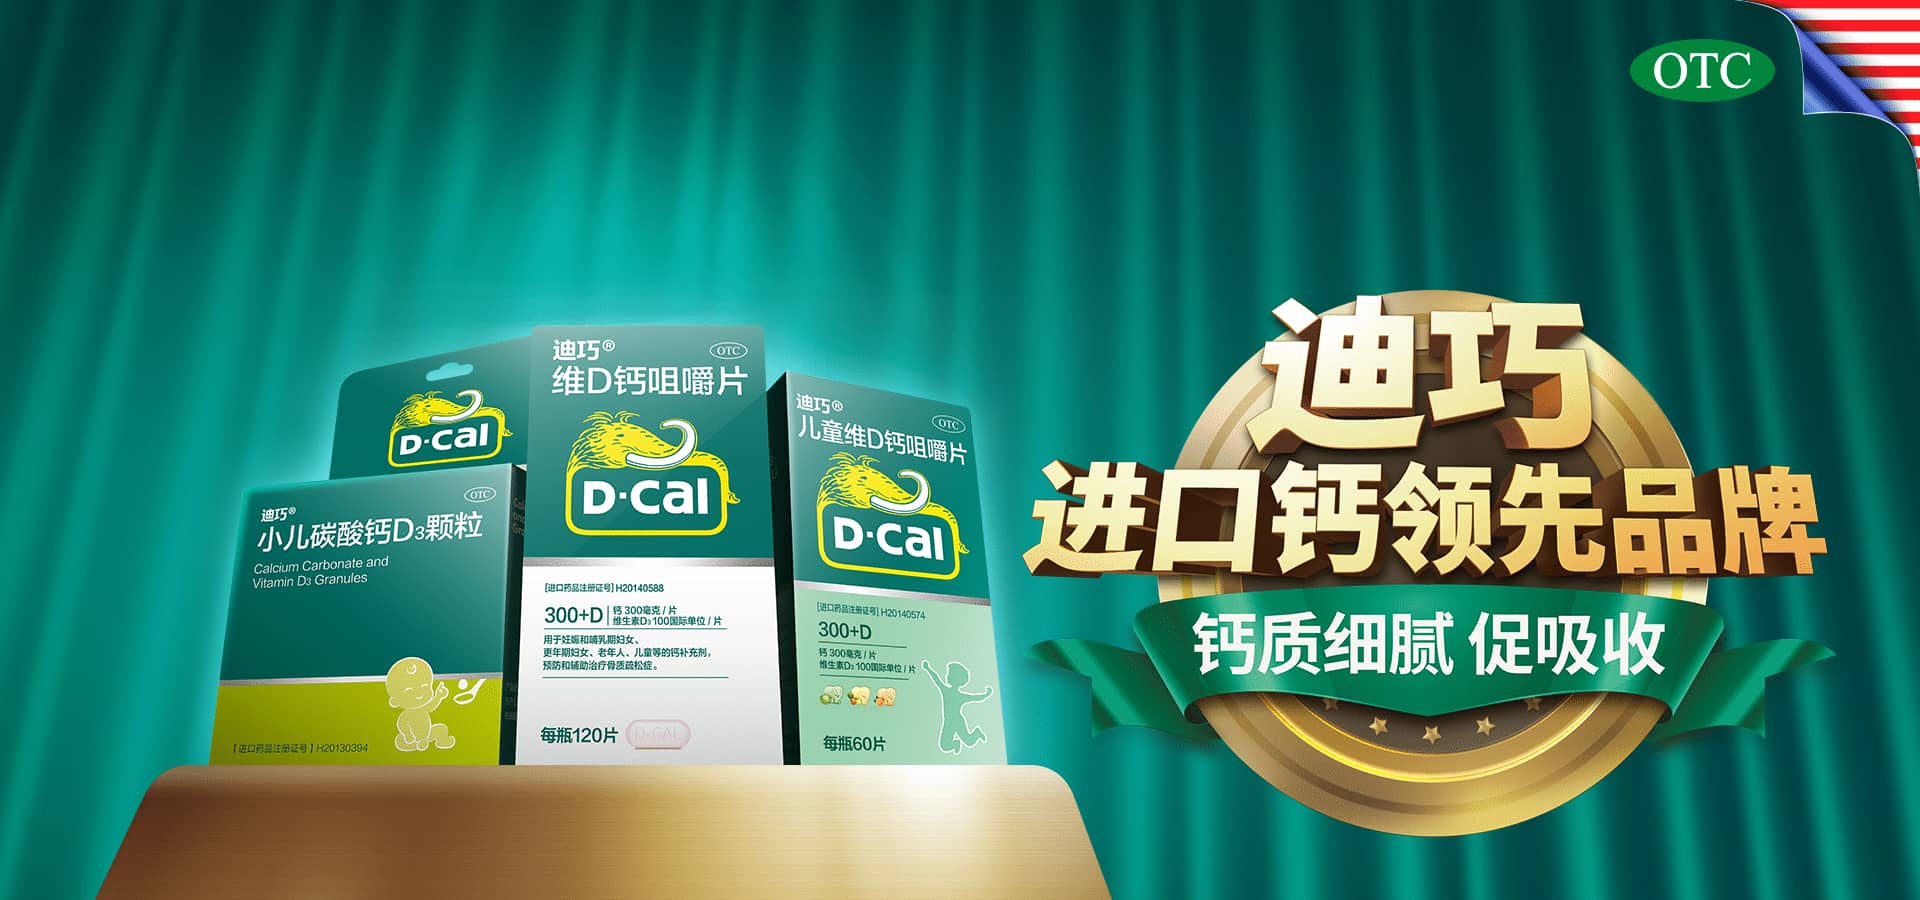 OTC
迪巧
进口钙领先品牌
钙质细腻 促吸收
D·Cal
迪巧®
OTC
小儿碳酸钙D3颗粒
Calcium Carbonate and
Vitamin D3 Granules
【进口药品注册证号】H20130394
迪巧®
OTC
维D钙咀嚼片
D·Cal
[进口药品注册证号] H20140588
300+D
钙 300毫克 / 片
维生素D3 100国际单位 / 片
用于妊娠和哺乳期妇女、
更年期妇女、老年人、儿童等的钙补充剂，
预防和辅助治疗骨质疏松症。
每瓶120片
D-CAL
迪巧®
OTC
儿童维D钙咀嚼片
D·Cal
[进口药品注册证号] H20140574
300+D
钙 300毫克 / 片
维生素D3 100国际单位 / 片
每瓶60片